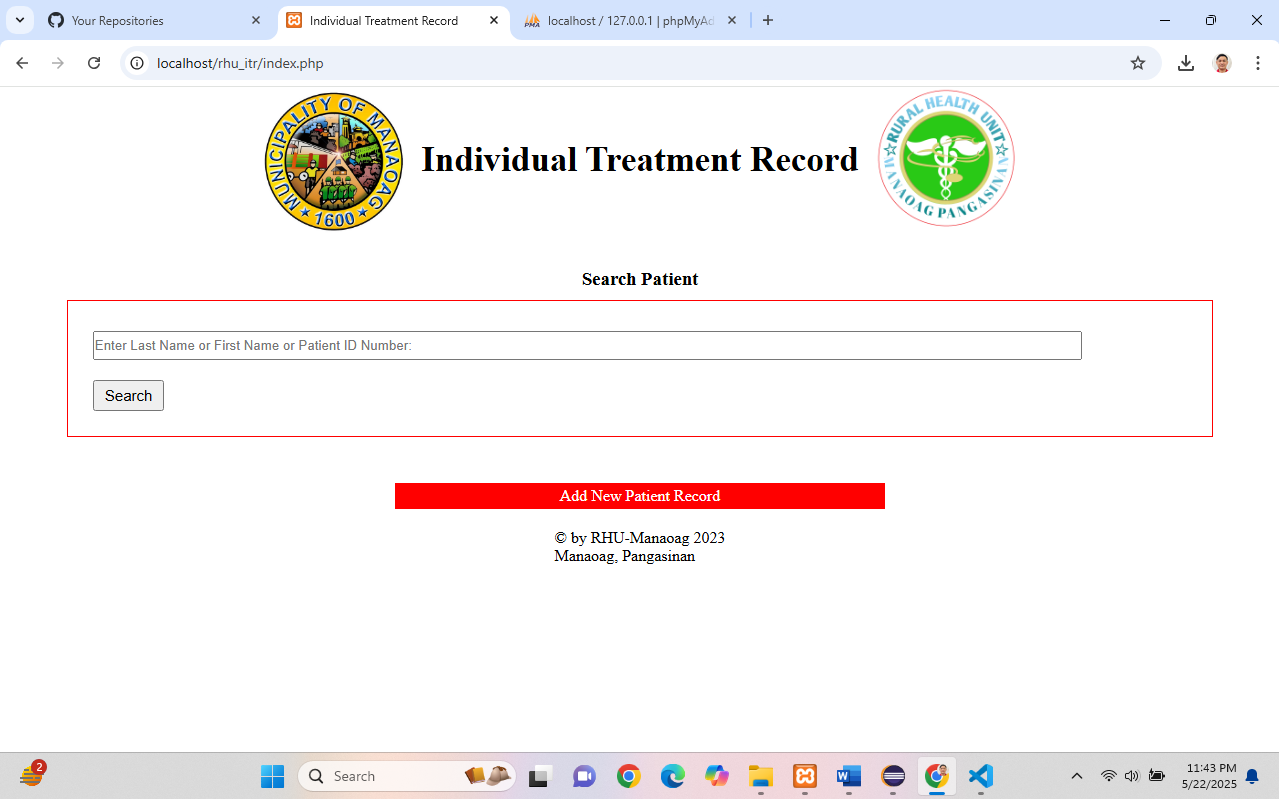 Your Repositories
Individual Treatment Record
localhost / 127.0.0.1 | phpMyAd
localhost/rhu_itr/index.php
MUNICIPALITY OF MANAOAG
1600
Individual Treatment Record
RURAL HEALTH UNIT
MANAOAG PANGASINAN
Search Patient
Enter Last Name or First Name or Patient ID Number:
Search
Add New Patient Record
© by RHU-Manaoag 2023
Manaoag, Pangasinan
2
Search
11:43 PM
5/22/2025